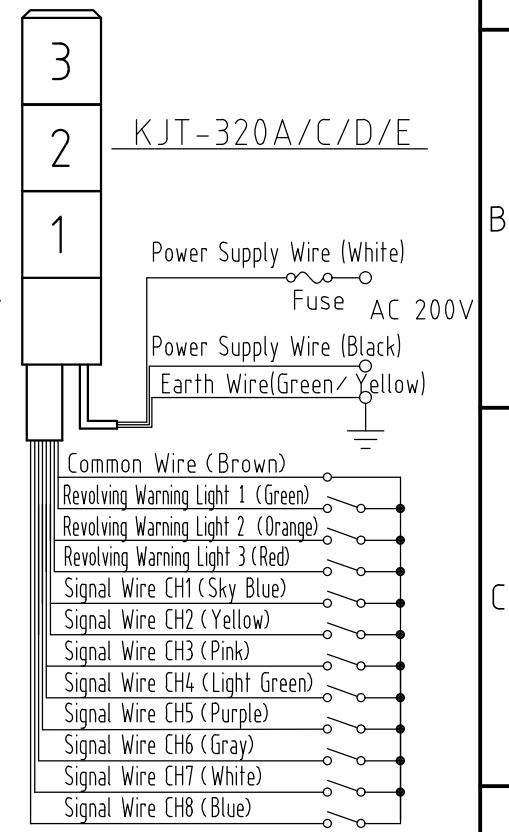 3
2
1
KJT-320A/C/D/E
B
Power Supply Wire (White)
Fuse
AC 200V
Power Supply Wire (Black)
Earth Wire(Green/Yellow)
Common Wire (Brown)
Revolving Warning Light 1 (Green)
Revolving Warning Light 2 (Orange)
Revolving Warning Light 3 (Red)
Signal Wire CH1 (Sky Blue)
C
Signal Wire CH2 (Yellow)
Signal Wire CH3 (Pink)
Signal Wire CH4 (Light Green)
Signal Wire CH5 (Purple)
Signal Wire CH6 (Gray)
Signal Wire CH7 (White)
Signal Wire CH8 (Blue)